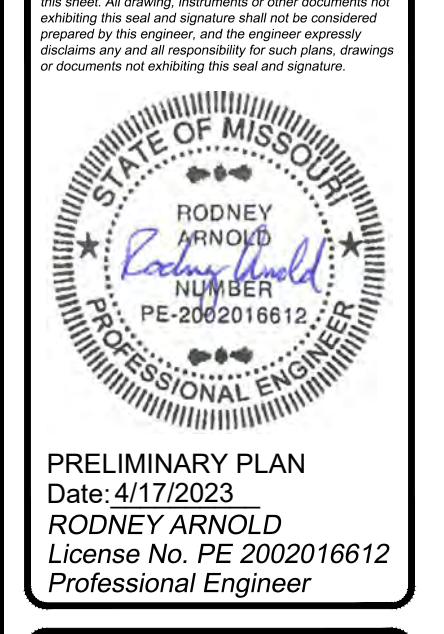 this sheet. All drawing, instruments or other documents not
exhibiting this seal and signature shall not be considered
prepared by this engineer, and the engineer expressly
disclaims any and all responsibility for such plans, drawings
or documents not exhibiting this seal and signature.
STATE OF MISSOURI
RODNEY
ARNOLD
Rodney Arnold
NUMBER
PE-2002016612
PROFESSIONAL ENGINEER
PRELIMINARY PLAN
Date: 4/17/2023
RODNEY ARNOLD
License No. PE 2002016612
Professional Engineer